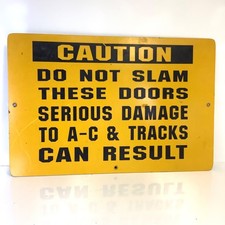 CAUTION
DO NOT SLAM
THESE DOORS
SERIOUS DAMAGE
TO A-C & TRACKS
CAN RESULT